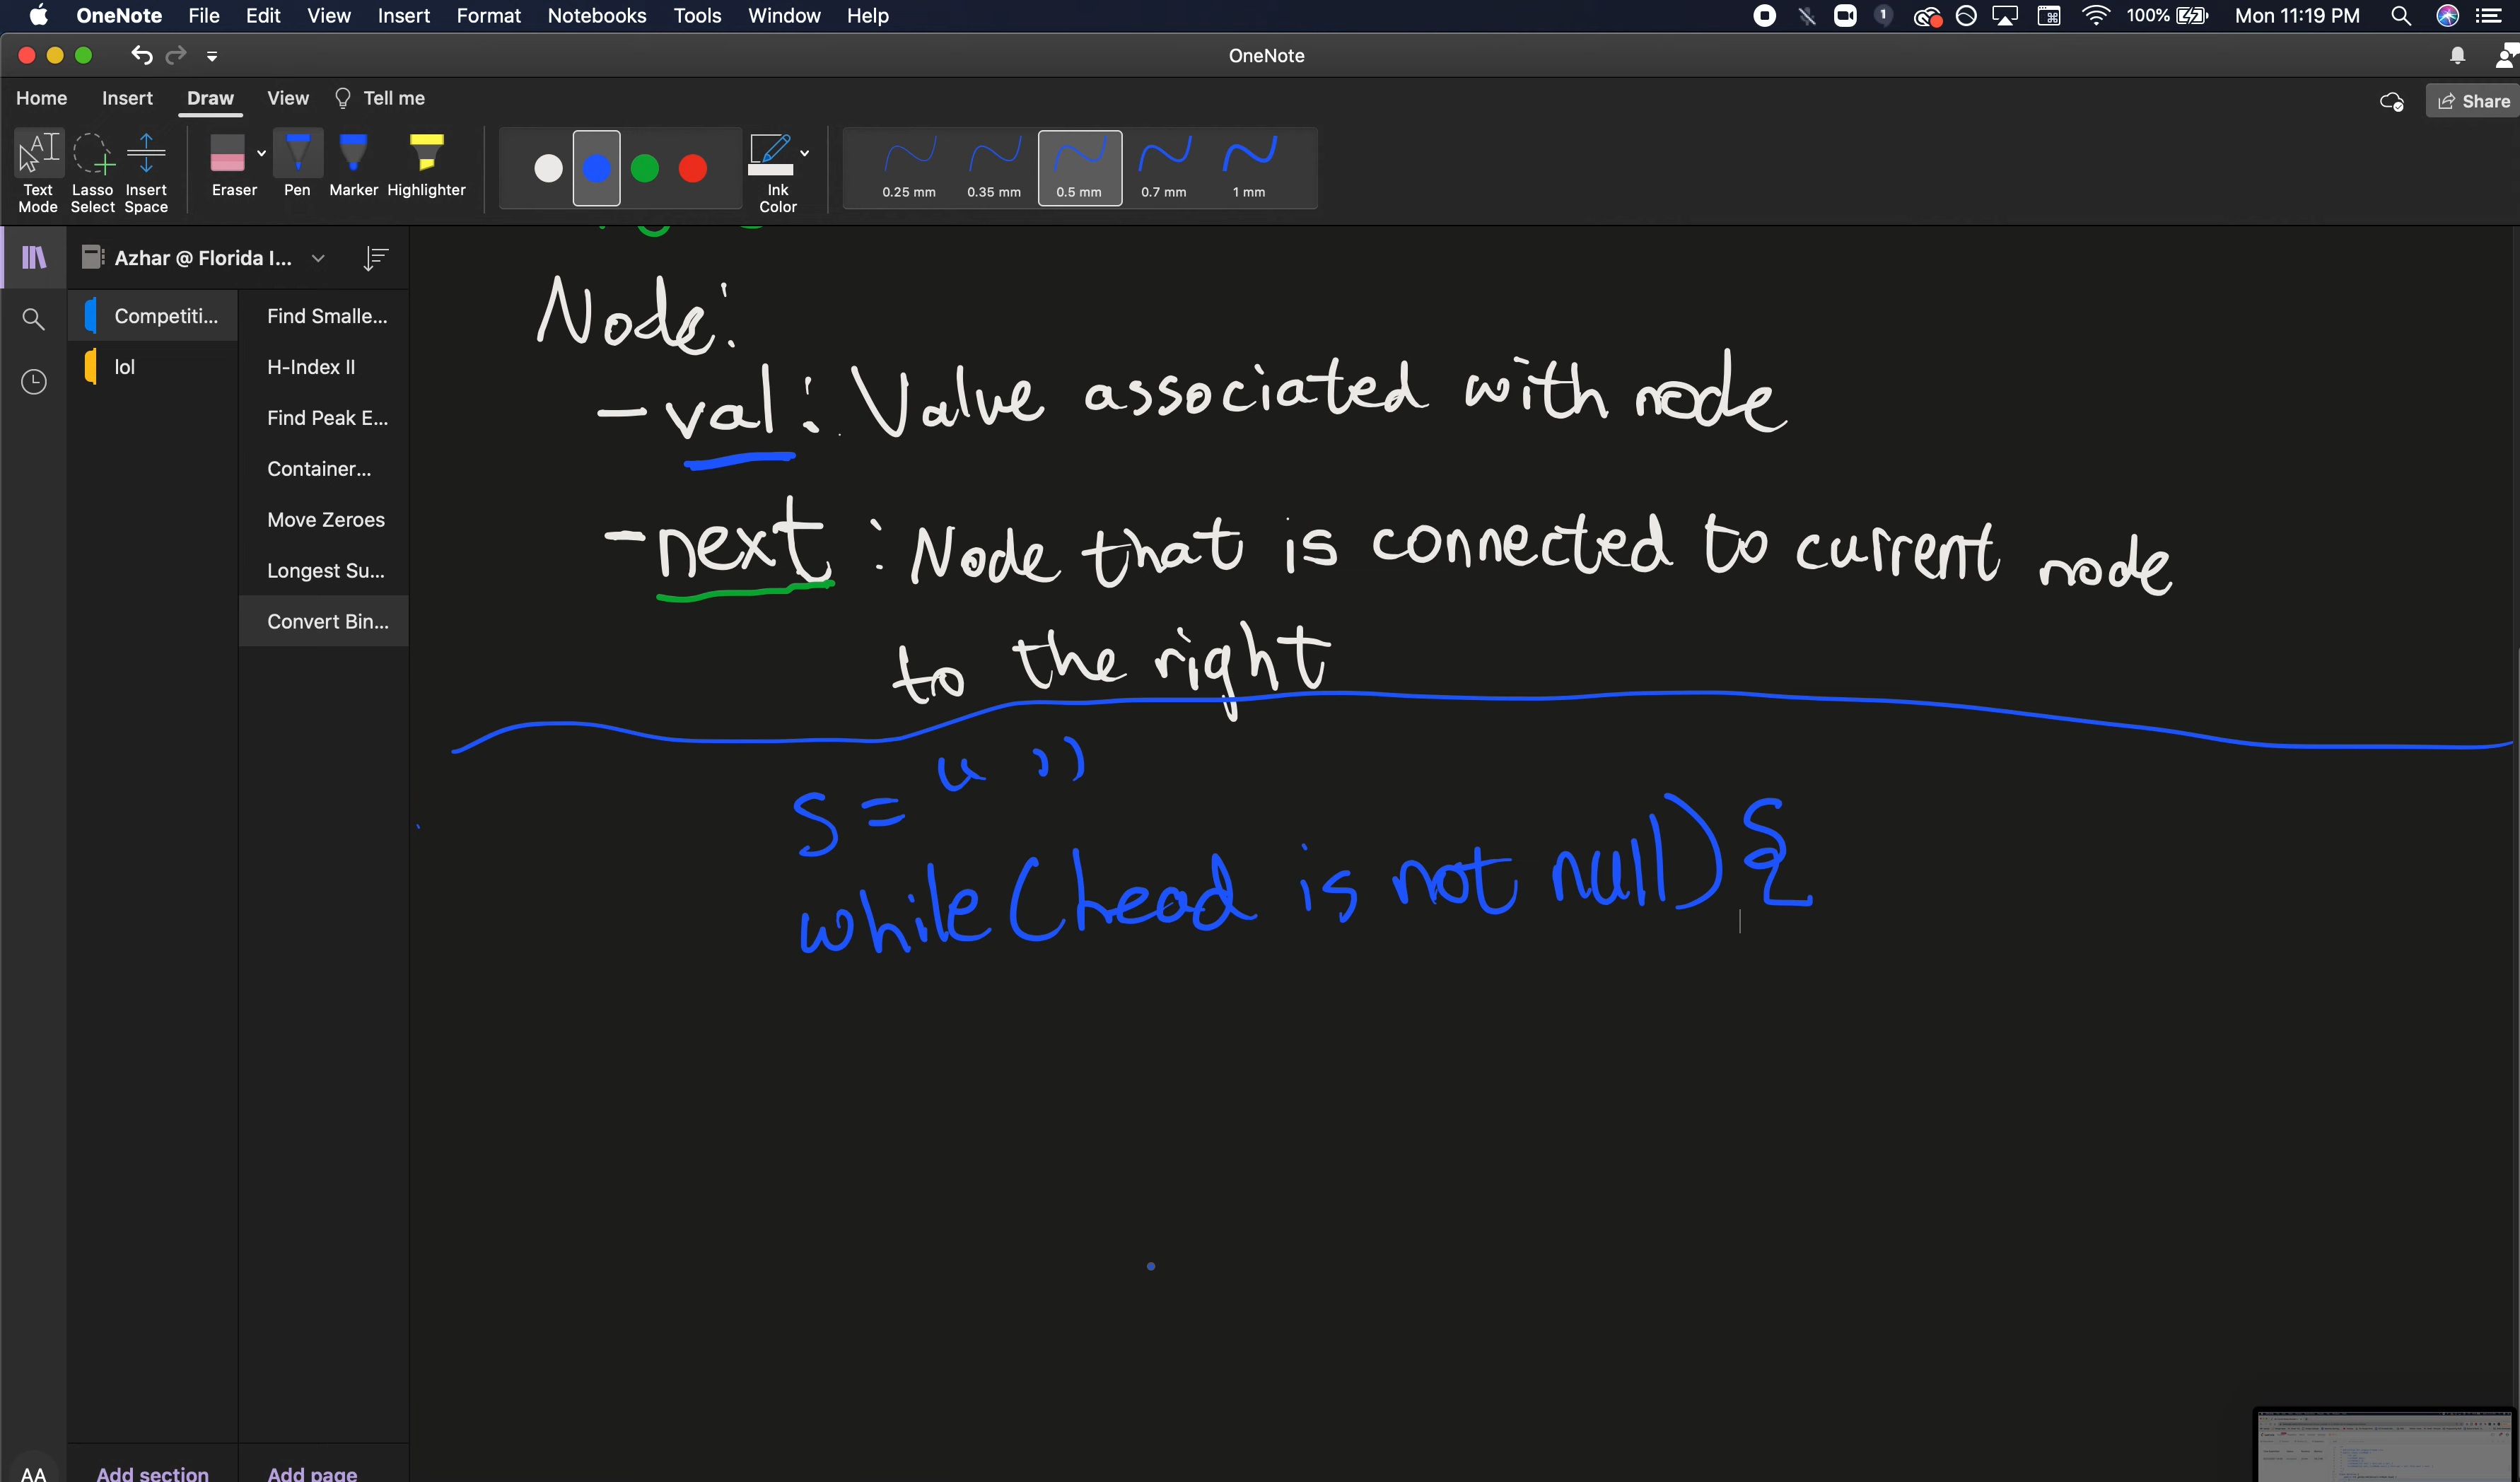 OneNote File Edit View Insert Format Notebooks Tools Window Help 1 100% Mon 11:19 PM
OneNote
Home Insert Draw View Tell me Share
Text Mode Lasso Select Insert Space Eraser Pen Marker Highlighter Ink Color 0.25 mm 0.35 mm 0.5 mm 0.7 mm 1 mm
Azhar @ Florida I...
Competiti...
lol
Find Smalle...
H-Index II
Find Peak E...
Container...
Move Zeroes
Longest Su...
Convert Bin...
Node:
- val: Value associated with node
- next : Node that is connected to current node
to the right
S = " "
while (head is not null) {
AA Add section Add page